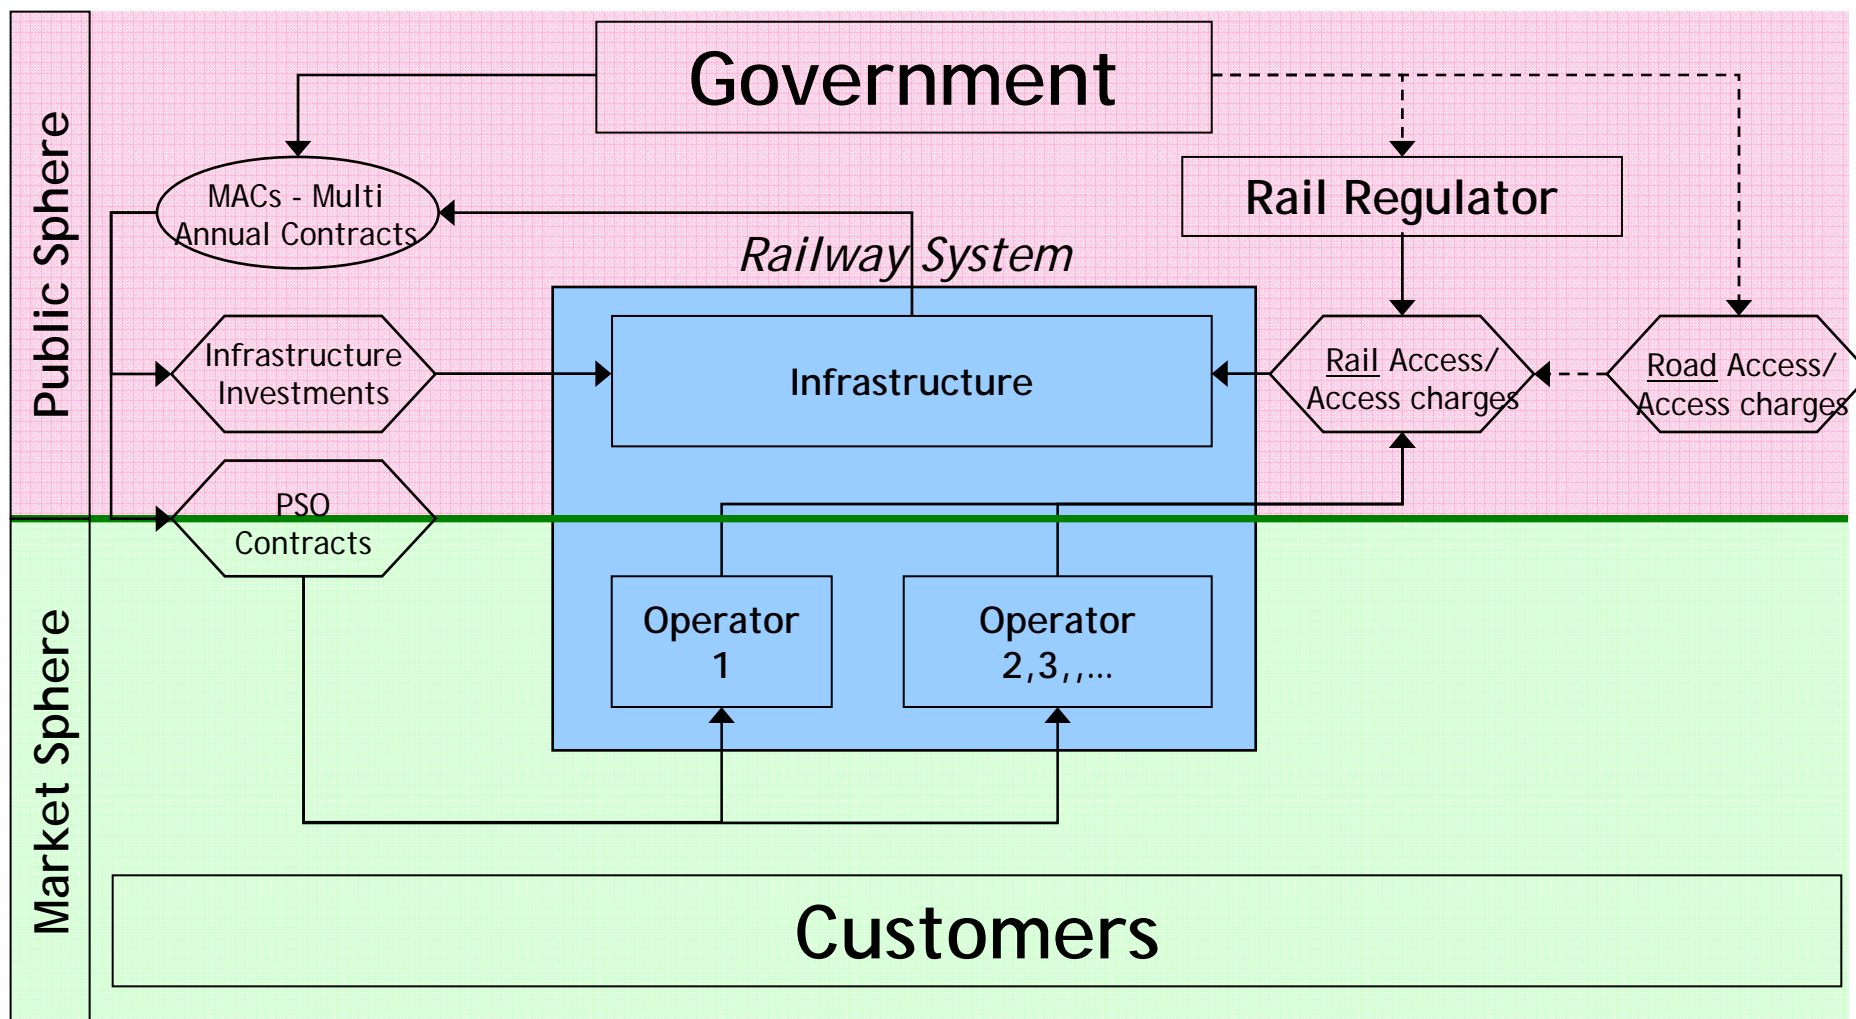 Government
Public Sphere
MACs - Multi
Annual Contracts
Rail Regulator
Railway System
Infrastructure
Investments
Infrastructure
Rail Access/
Access charges
Road Access/
Access charges
PSO
Contracts
Operator
1
Operator
2,3,,...
Market Sphere
Customers